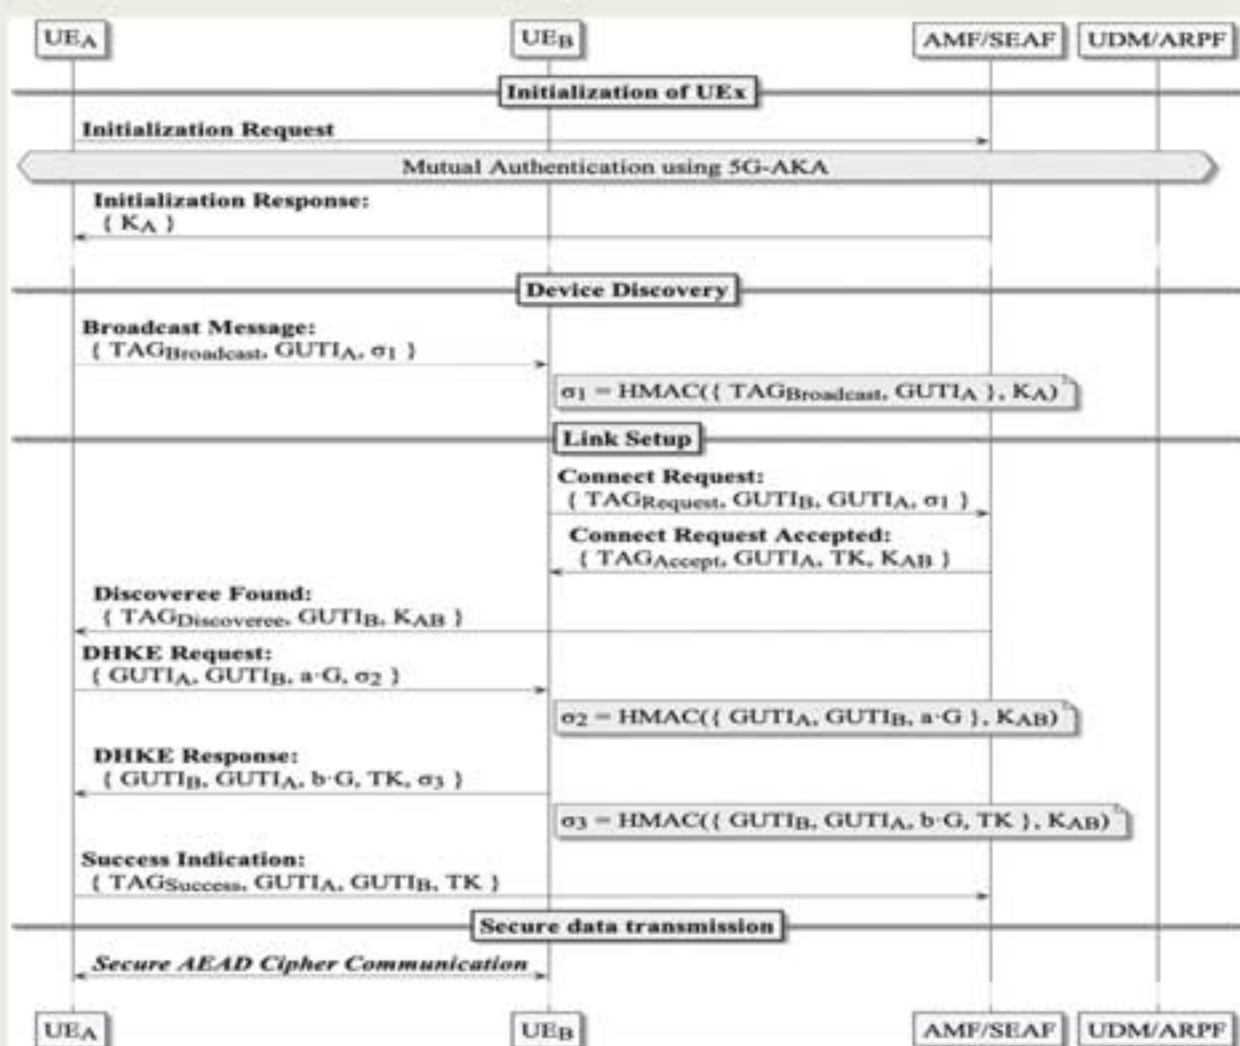 UEA UEB AMF/SEAF UDM/ARPF
Initialization of UEx
Initialization Request
Mutual Authentication using 5G-AKA
Initialization Response:
{ KA }
Device Discovery
Broadcast Message:
{ TAGBroadcast, GUTIA, σ1 }
σ1 = HMAC({ TAGBroadcast, GUTIA }, KA)
Link Setup
Connect Request:
{ TAGRequest, GUTIB, GUTIA, σ1 }
Connect Request Accepted:
{ TAGAccept, GUTIA, TK, KAB }
Discoveree Found:
{ TAGDiscoveree, GUTIB, KAB }
DHKE Request:
{ GUTIA, GUTIB, a·G, σ2 }
σ2 = HMAC({ GUTIA, GUTIB, a·G }, KAB)
DHKE Response:
{ GUTIB, GUTIA, b·G, TK, σ3 }
σ3 = HMAC({ GUTIB, GUTIA, b·G, TK }, KAB)
Success Indication:
{ TAGSuccess, GUTIA, GUTIB, TK }
Secure data transmission
Secure AEAD Cipher Communication
UEA UEB AMF/SEAF UDM/ARPF